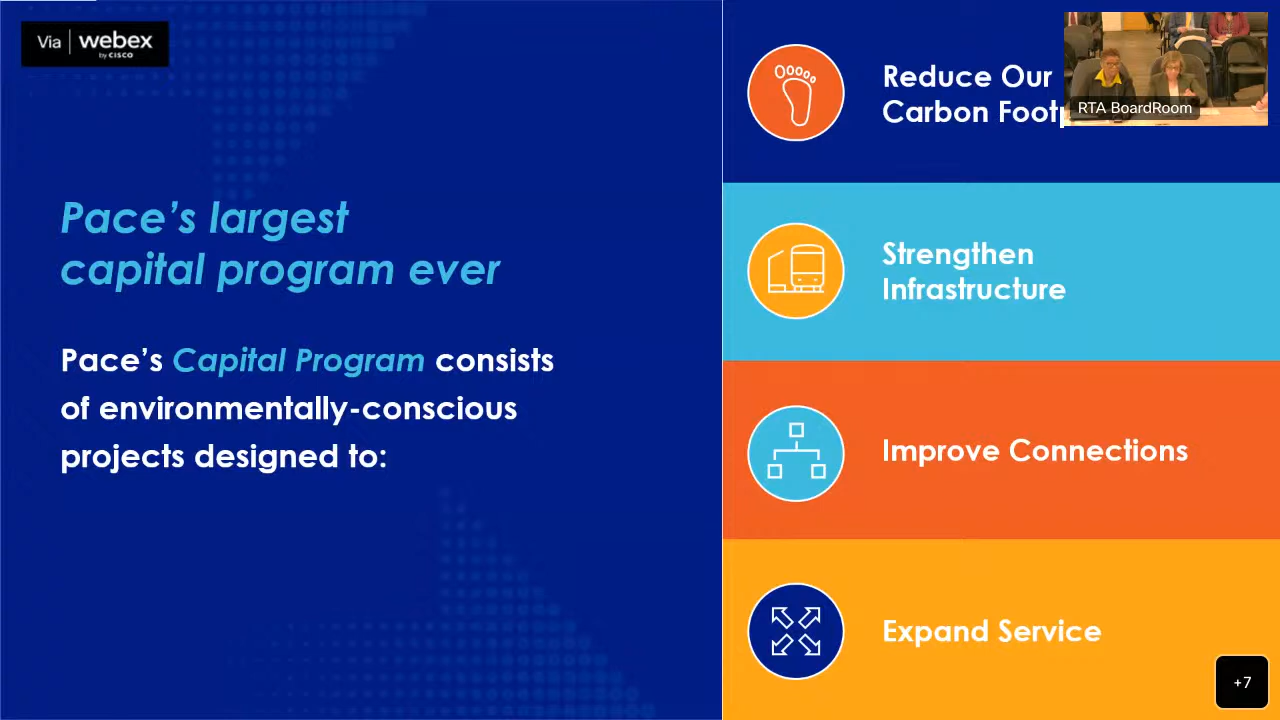 Via webex
by CISCO
Pace's largest
capital program ever
Pace's Capital Program consists
of environmentally-conscious
projects designed to:
Reduce Our
Carbon
RTA BoardRoom
Strengthen
Infrastructure
Improve Connections
Expand Service
+7